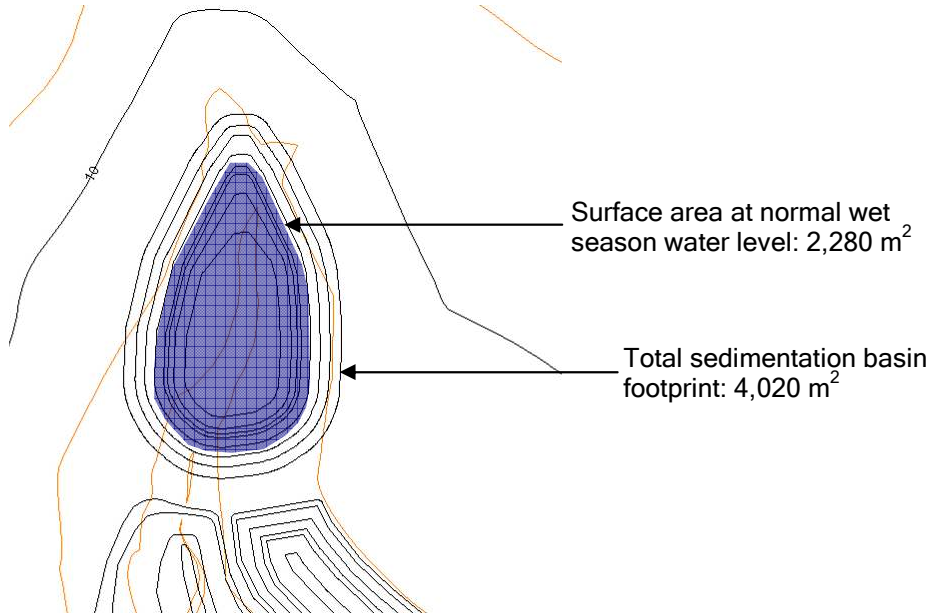 10
Surface area at normal wet
season water level: 2,280 m²
Total sedimentation basin
footprint: 4,020 m²